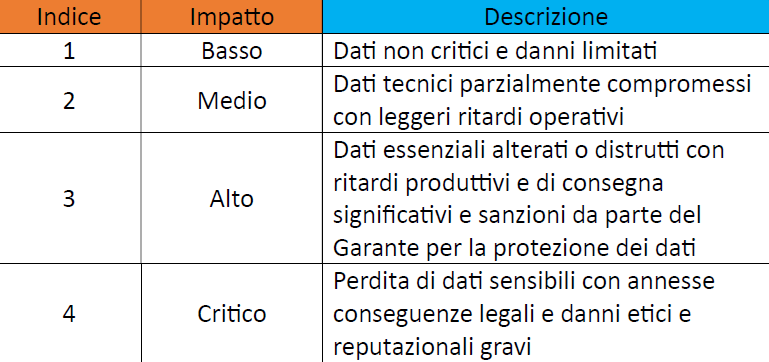 Indice Impatto Descrizione
1 Basso Dati non critici e danni limitati
2 Medio Dati tecnici parzialmente compromessi
con leggeri ritardi operativi
3 Alto Dati essenziali alterati o distrutti con
ritardi produttivi e di consegna
significativi e sanzioni da parte del
Garante per la protezione dei dati
4 Critico Perdita di dati sensibili con annesse
conseguenze legali e danni etici e
reputazionali gravi